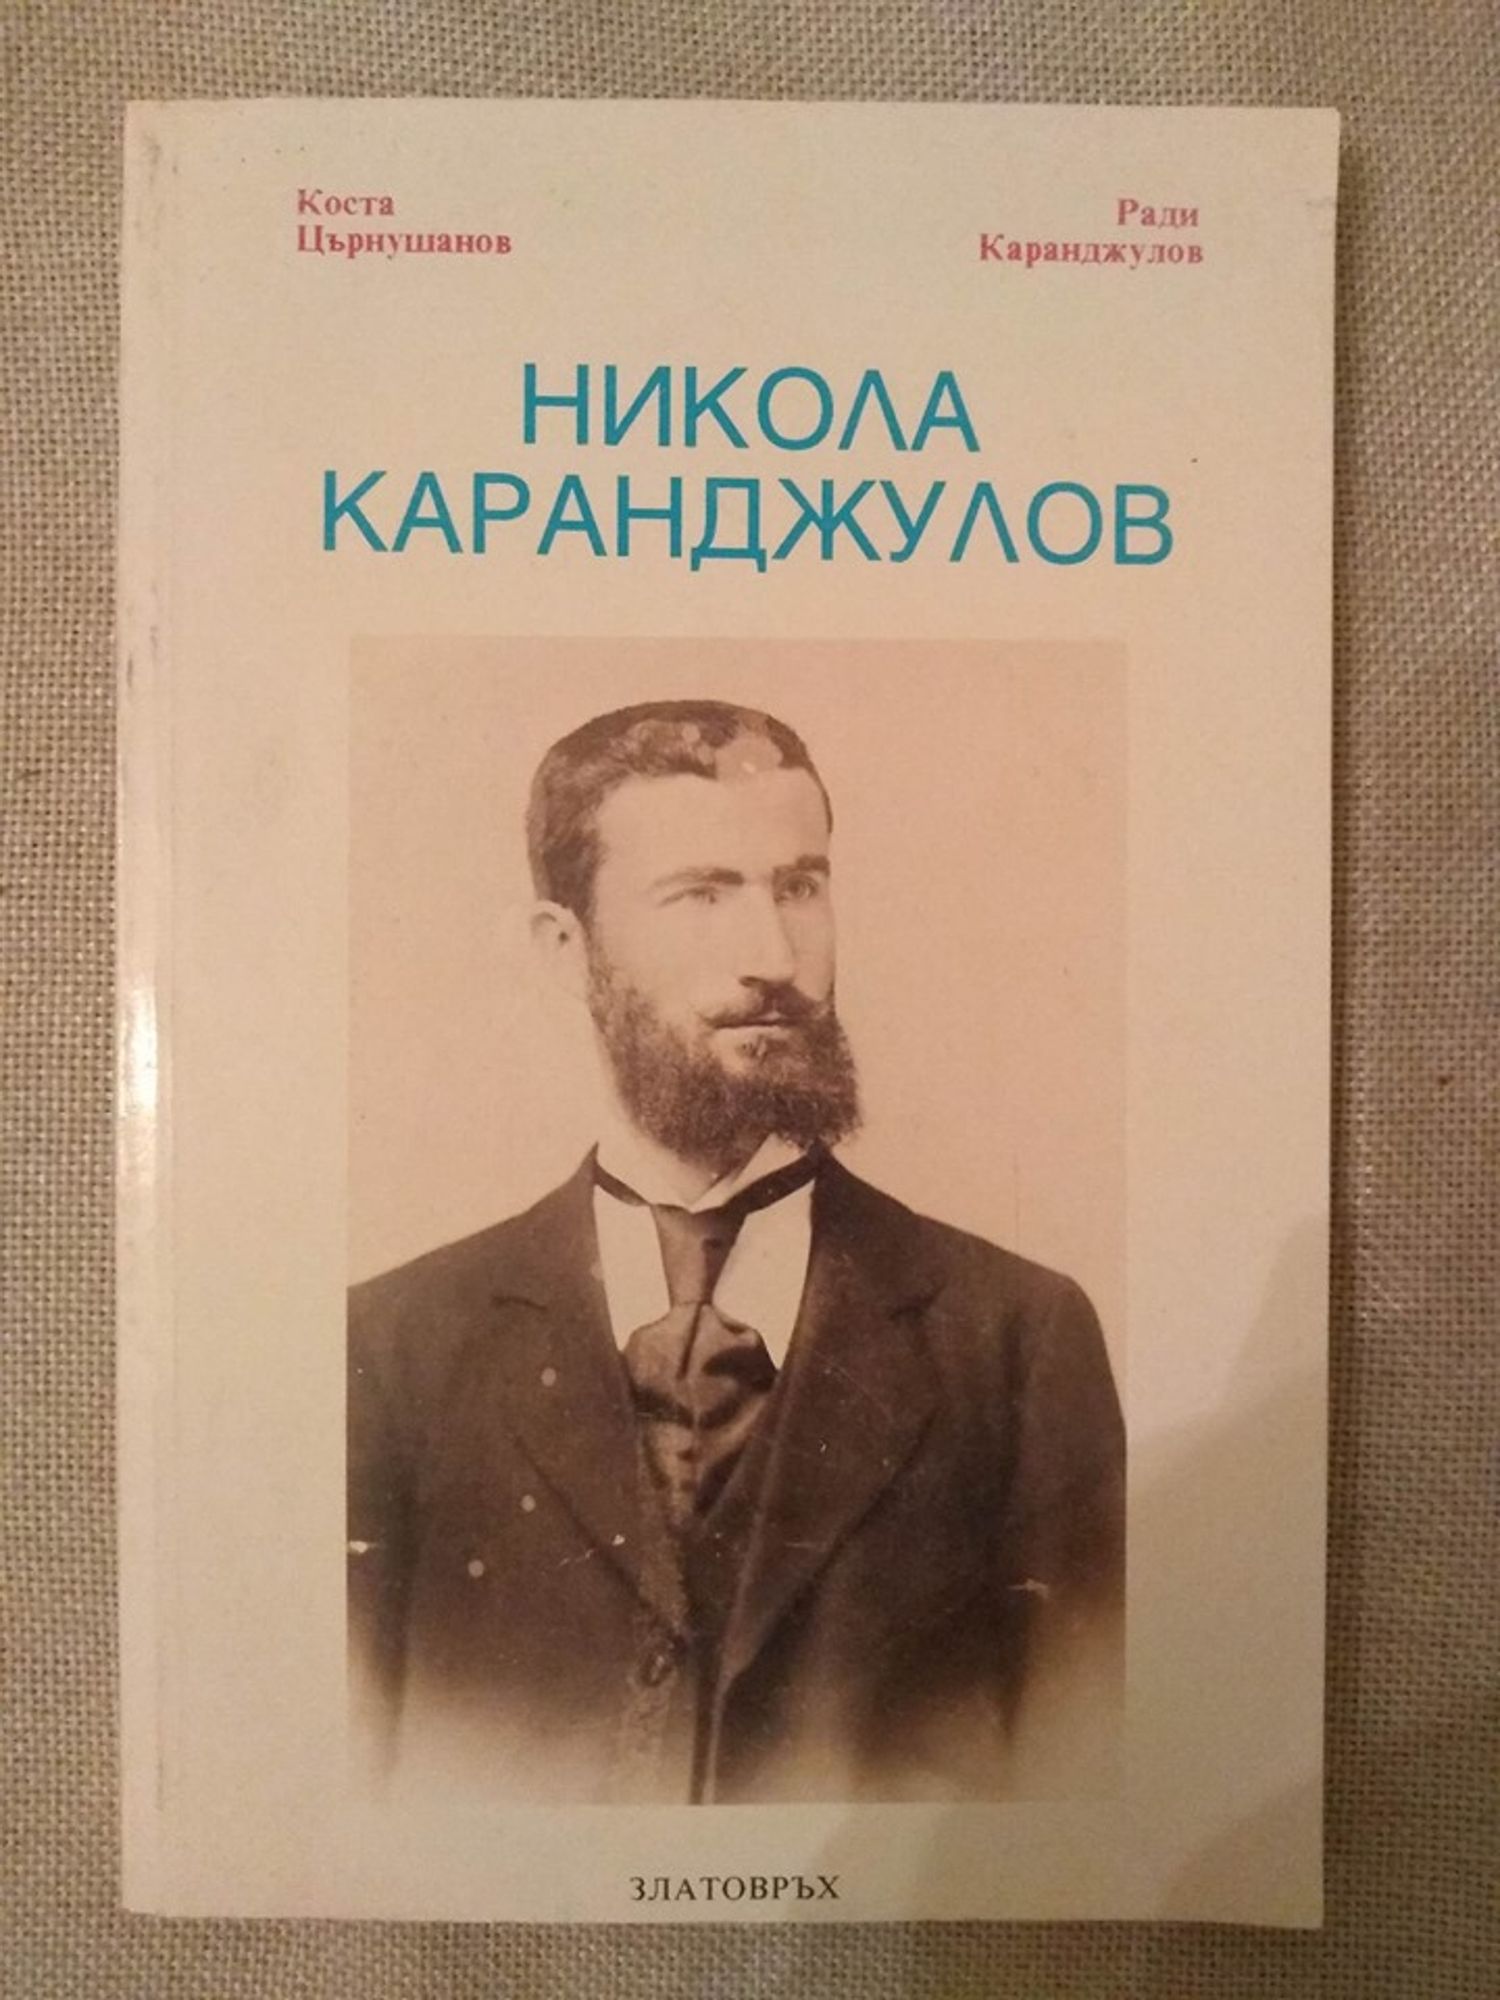 Коста
Църнушанов
Ради
Каранджулов
НИКОЛА
КАРАНДЖУЛОВ
ЗЛАТОВРЪХ